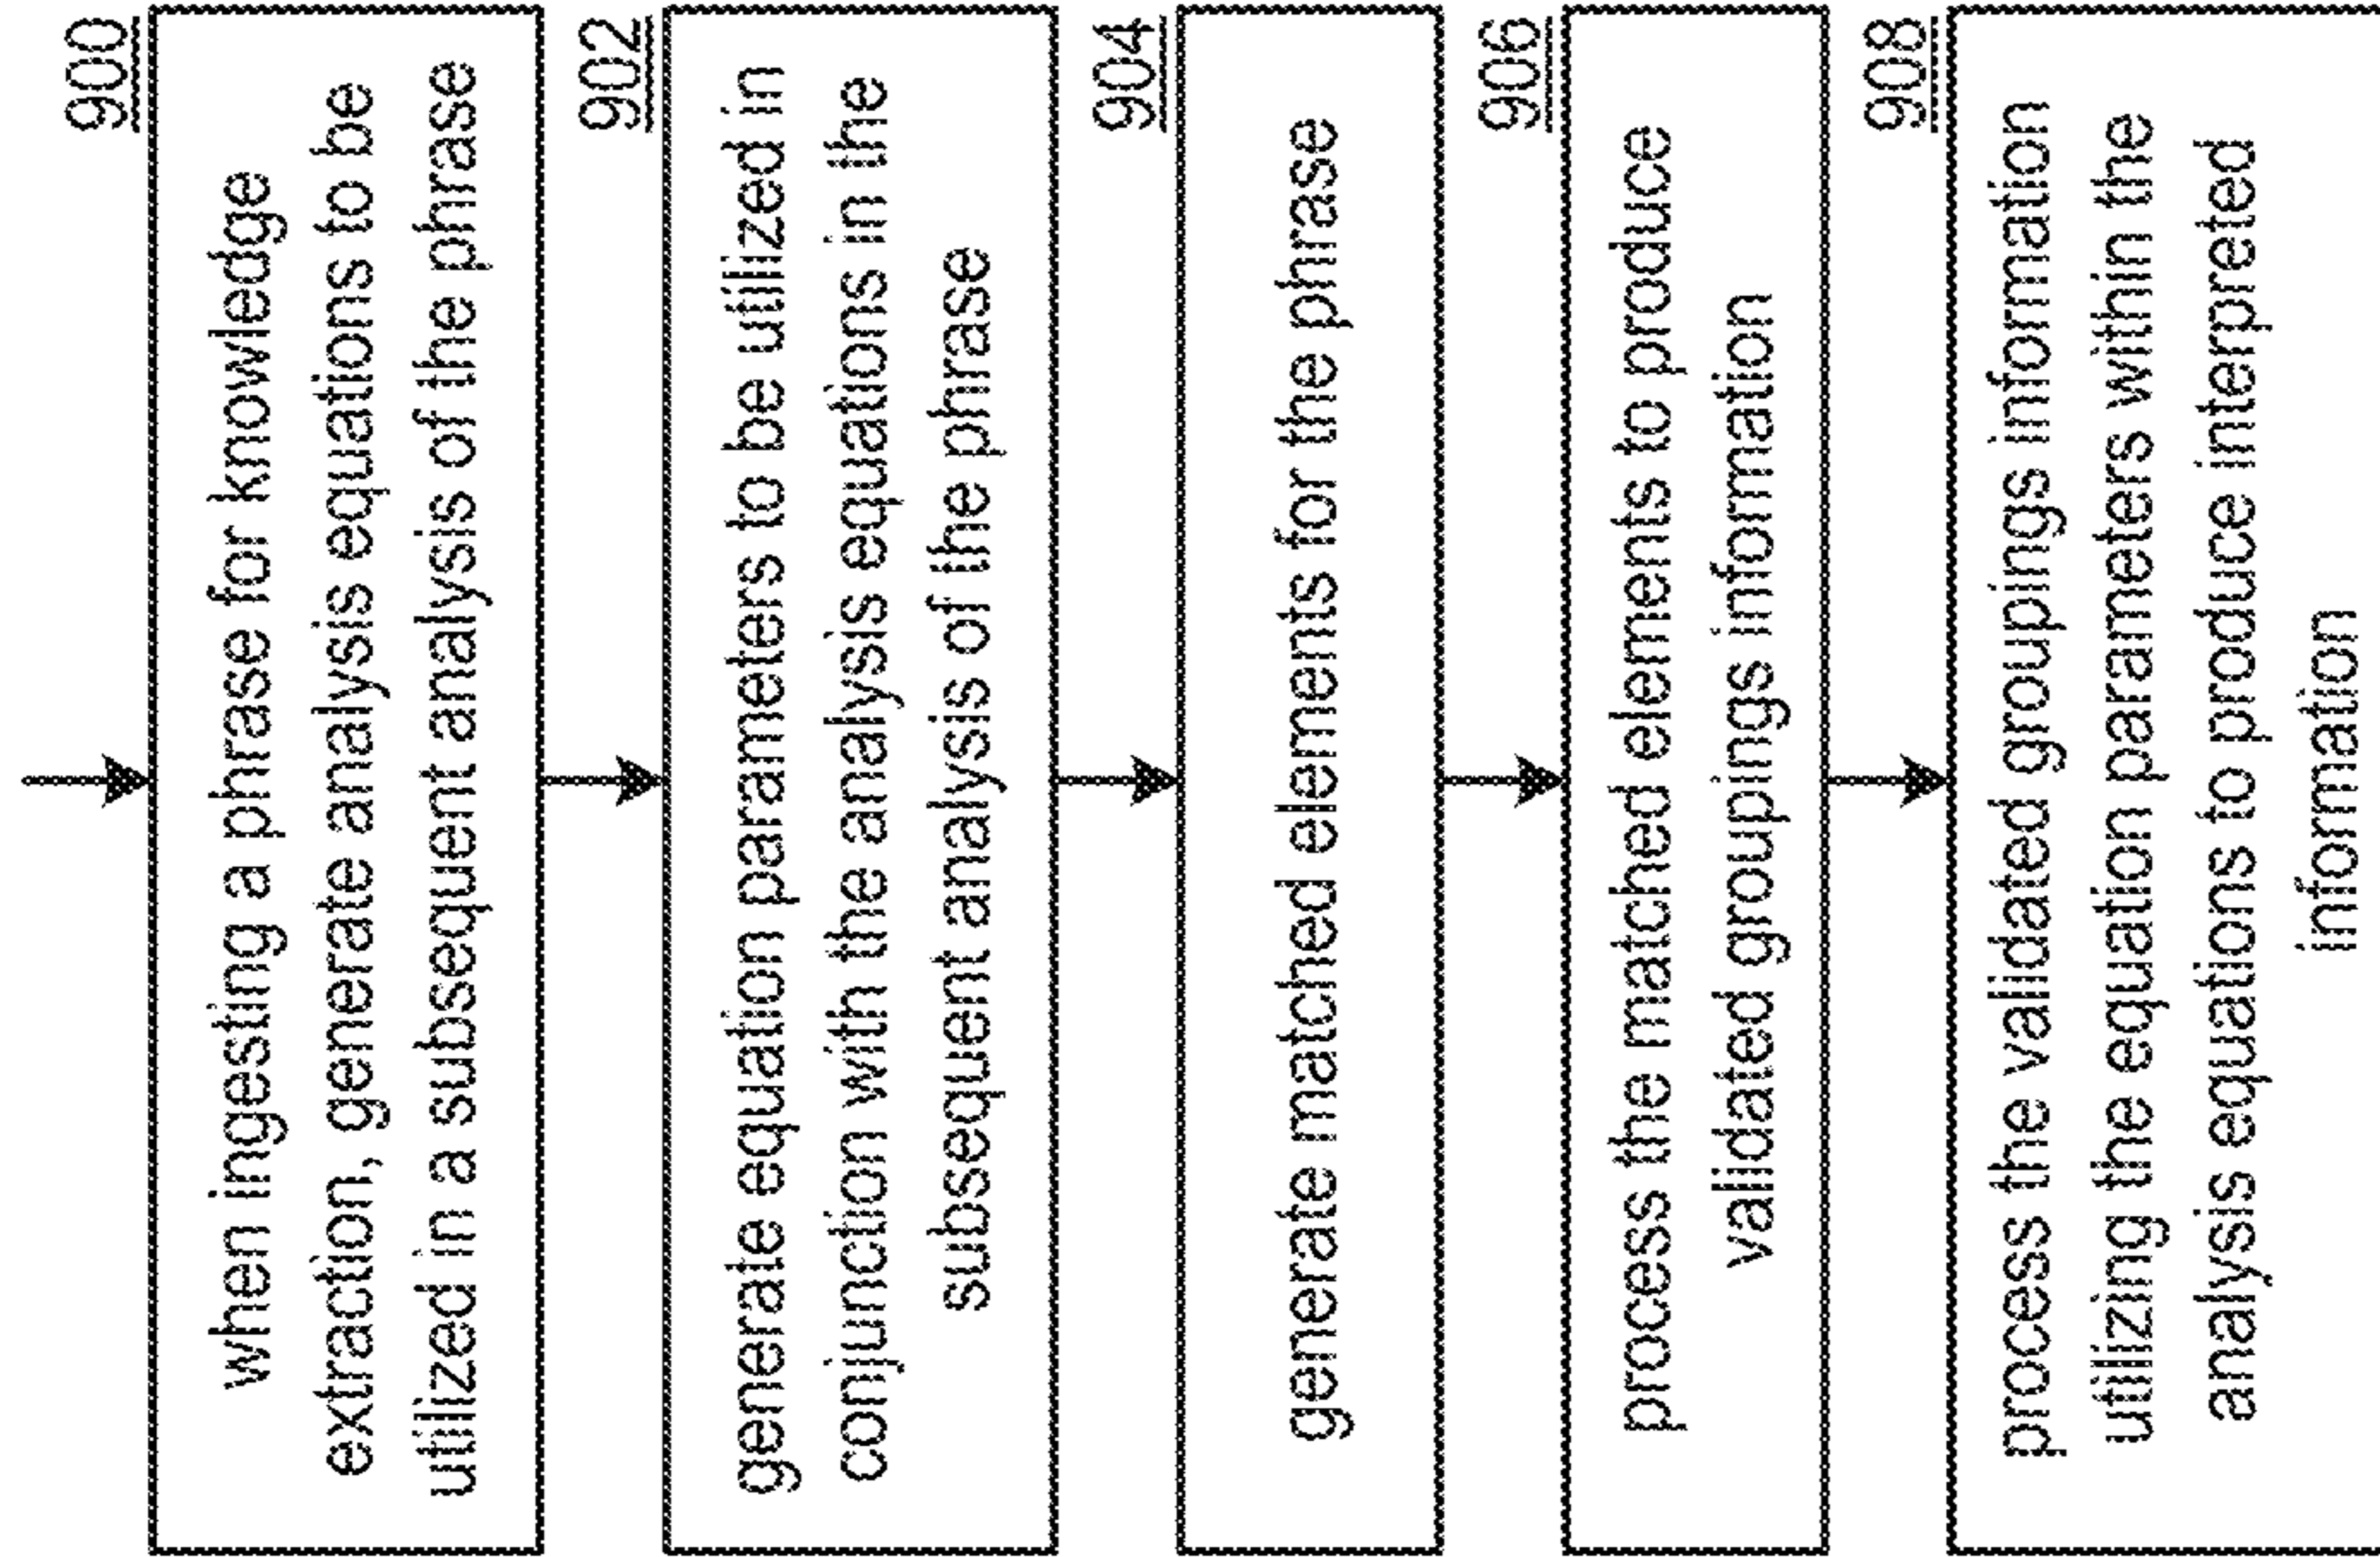 900
when ingesting a phrase for knowledge
extraction, generate analysis equations to be
utilized in a subsequent analysis of the phrase
902
generate equation parameters to be utilized in
conjunction with the analysis equations in the
subsequent analysis of the phrase
904
generate matched elements for the phrase
906
process the matched elements to produce
validated groupings information
908
process the validated groupings information
utilizing the equation parameters within the
analysis equations to produce interpreted
information